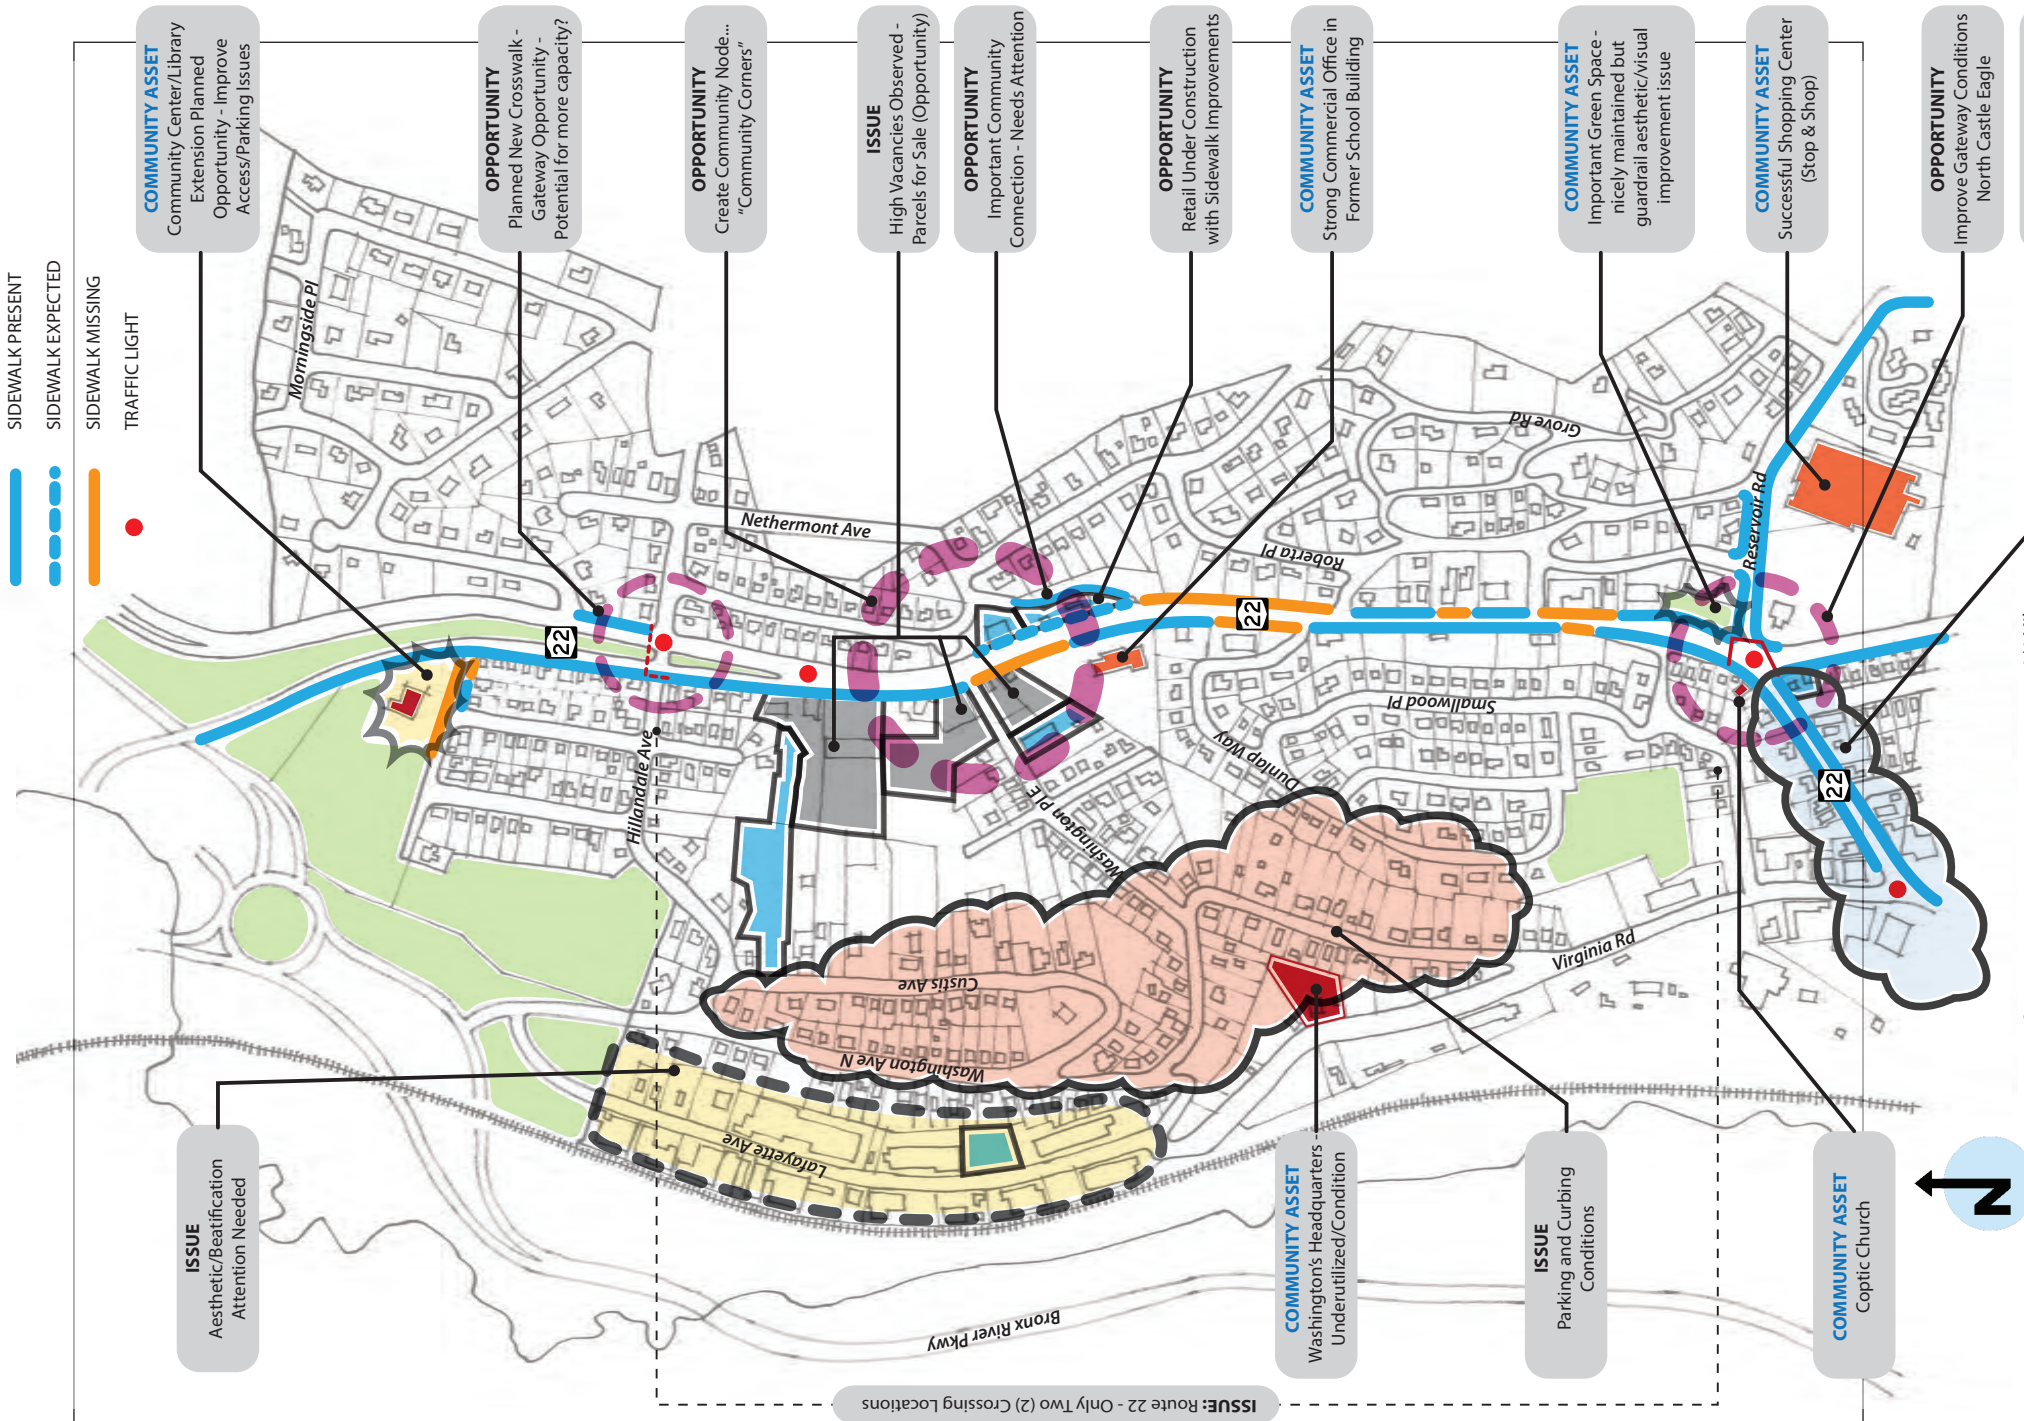 SIDEWALK PRESENT
SIDEWALK EXPECTED
SIDEWALK MISSING
TRAFFIC LIGHT
COMMUNITY ASSET
Community Center/Library
Extension Planned
Opportunity - Improve
Access/Parking Issues
OPPORTUNITY
Planned New Crosswalk -
Gateway Opportunity -
Potential for more capacity?
OPPORTUNITY
Create Community Node...
"Community Corners"
ISSUE
High Vacancies Observed -
Parcels for Sale (Opportunity)
OPPORTUNITY
Important Community
Connection - Needs Attention
OPPORTUNITY
Retail Under Construction
with Sidewalk Improvements
COMMUNITY ASSET
Strong Commercial Office in
Former School Building
COMMUNITY ASSET
Important Green Space -
nicely maintained but
guardrail aesthetic/visual
improvement issue
COMMUNITY ASSET
Successful Shopping Center
(Stop & Shop)
OPPORTUNITY
Improve Gateway Conditions
North Castle Eagle
Morningside Pl
Nethermont Ave
Grove Rd
Roberta Pl
Reservoir Rd
22
22
22
Hillandale Ave
Smallwood Pl
Dunlap Way
Washington Pl E
Custis Ave
Washington Ave N
Virginia Rd
Lafayette Ave
Bronx River Pkwy
ISSUE
Aesthetic/Beatification
Attention Needed
COMMUNITY ASSET
Washington's Headquarters
Underutilized/Condition
ISSUE
Parking and Curbing
Conditions
COMMUNITY ASSET
Coptic Church
ISSUE: Route 22 - Only Two (2) Crossing Locations
N